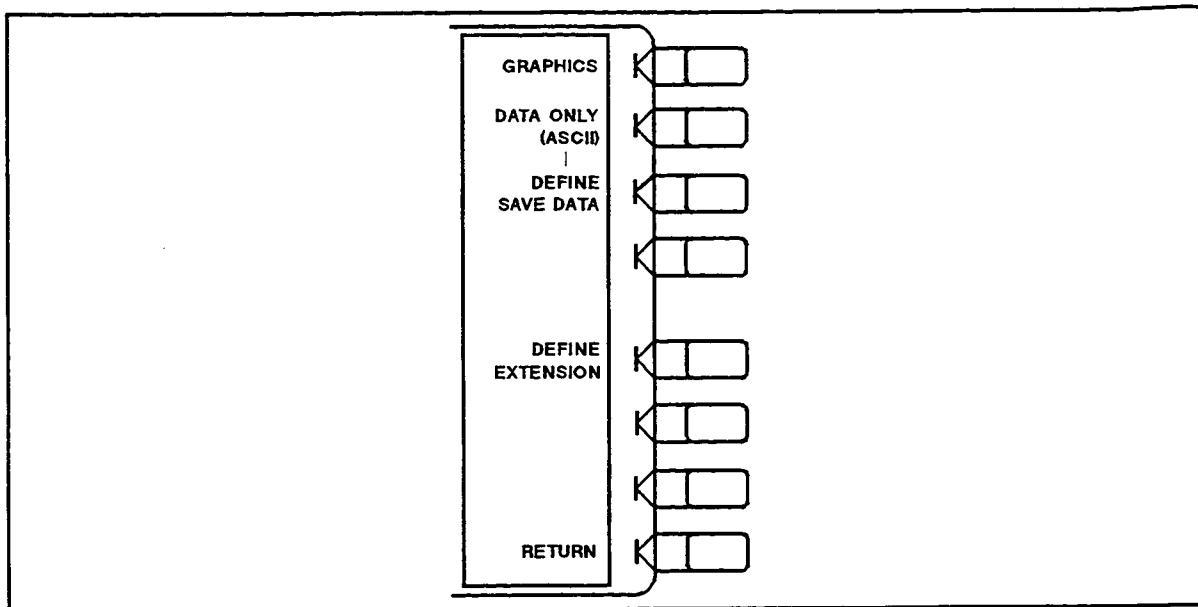 GRAPHICS
DATA ONLY
(ASCII)
DEFINE
SAVE DATA
DEFINE
EXTENSION
RETURN